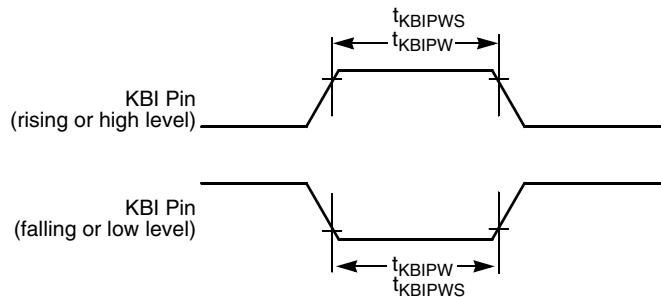 tKBIPWS
tKBIPW
KBI Pin
(rising or high level)
KBI Pin
(falling or low level)
tKBIPW
tKBIPWS